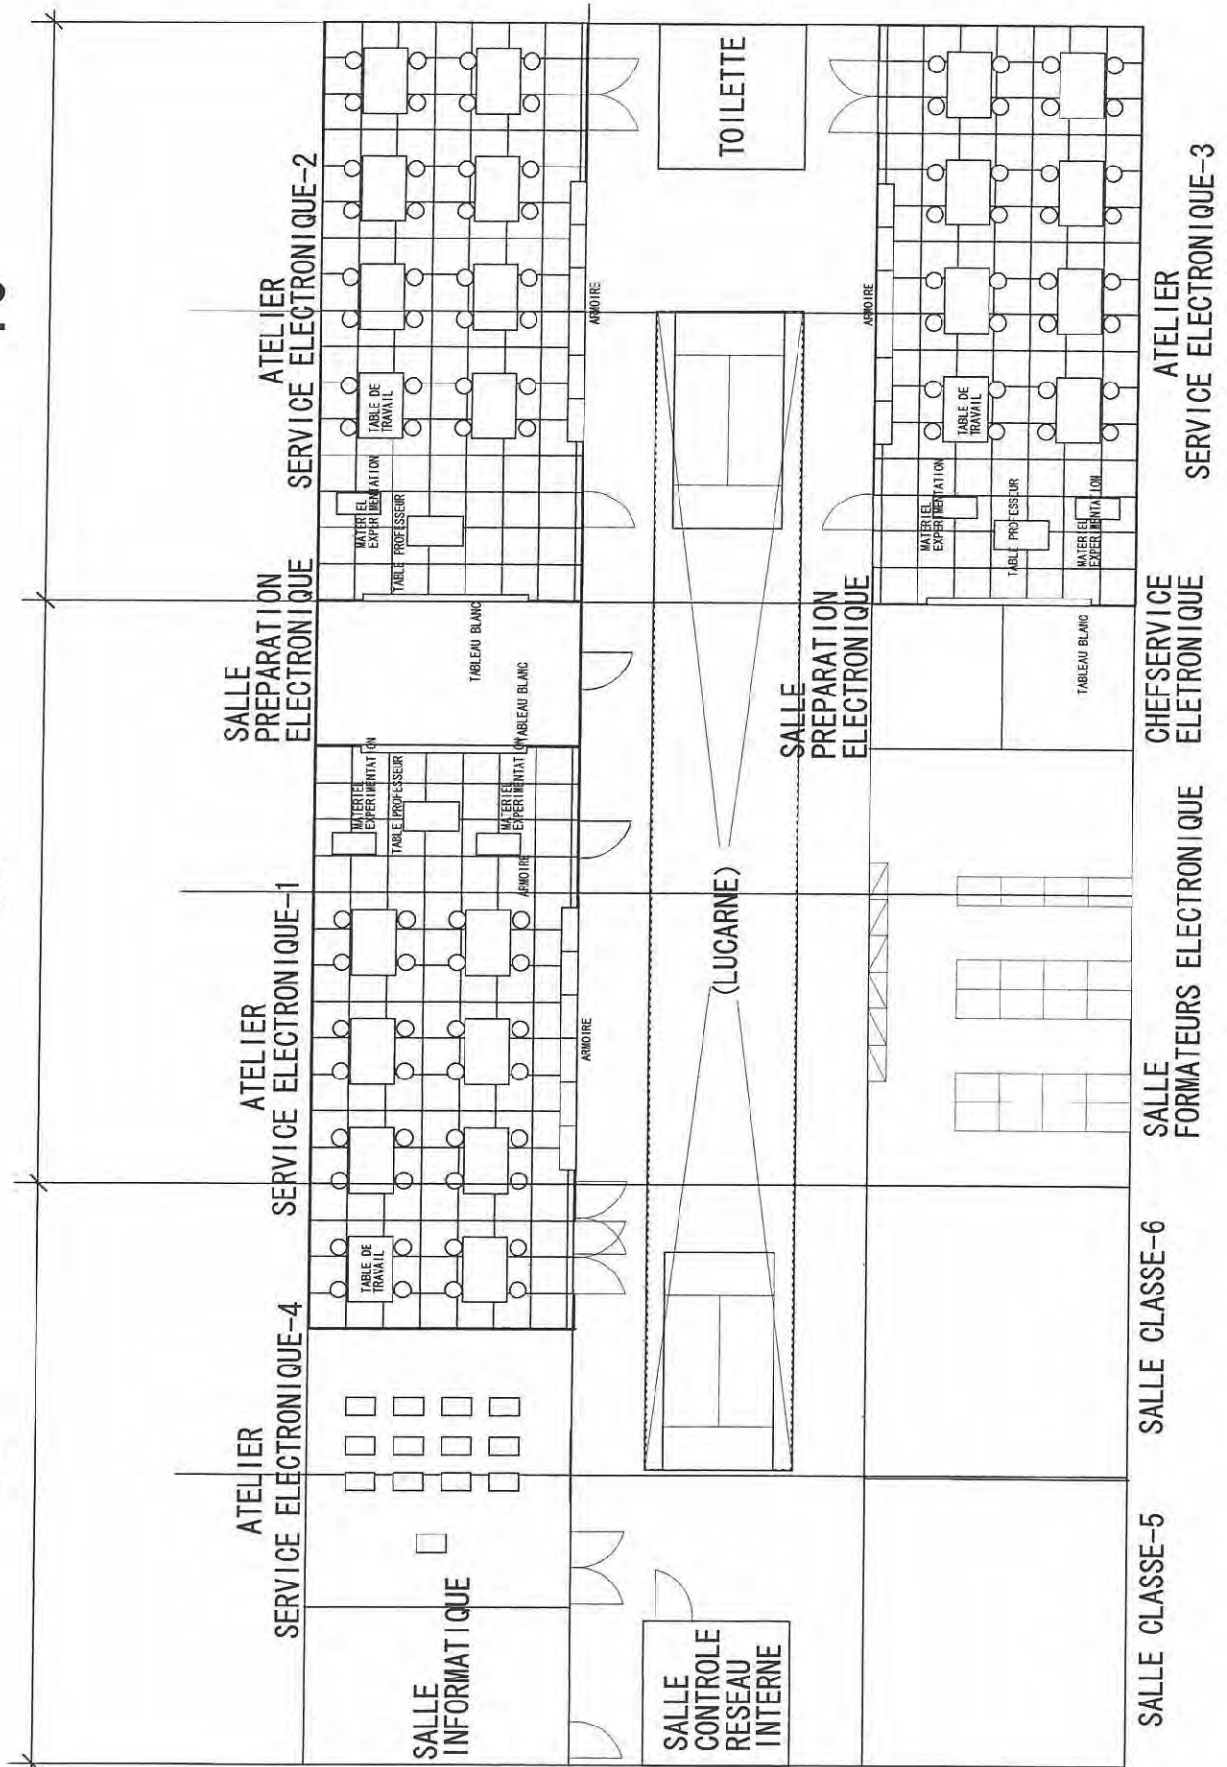 ATELIER
SERVICE ELECTRONIQUE-4
ATELIER
SERVICE ELECTRONIQUE-1
SALLE
PREPARATION
ELECTRONIQUE
ATELIER
SERVICE ELECTRONIQUE-2
SALLE
INFORMATIQUE
TABLE DE
TRAVAIL
MATERIEL
EXPERIMENTATION
TABLE PROFESSEUR
MATERIEL
EXPERIMENTATION
ARMOIRE
ARMOIRE
TABLEAU BLANC
TABLEAU BLANC
MATERIEL
EXPERIMENTATION
TABLE PROFESSEUR
TABLE DE
TRAVAIL
ARMOIRE
SALLE
CONTROLE
RESEAU
INTERNE
(LUCARNE)
TOILETTE
SALLE
PREPARATION
ELECTRONIQUE
ARMOIRE
TABLEAU BLANC
MATERIEL
EXPERIMENTATION
TABLE PROFESSEUR
MATERIEL
EXPERIMENTATION
TABLE DE
TRAVAIL
SALLE CLASSE-5
SALLE CLASSE-6
SALLE
FORMATEURS ELECTRONIQUE
CHEFSERVICE
ELETRONIQUE
ATELIER
SERVICE ELECTRONIQUE-3